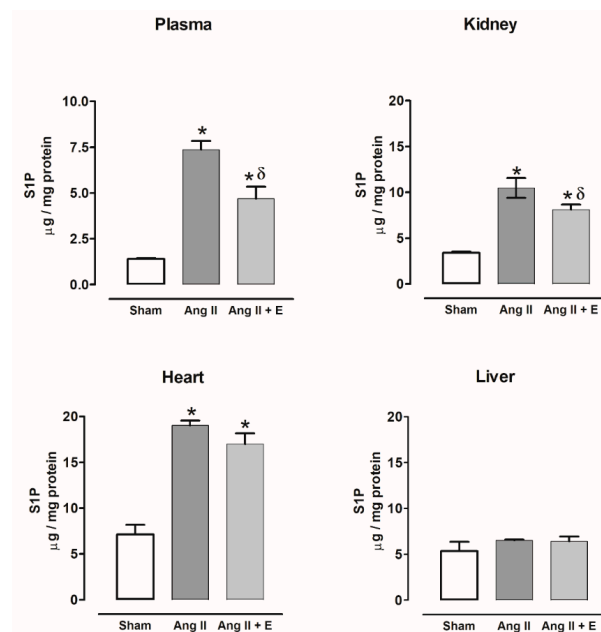 Plasma
S1P
μg / mg protein
10.0
7.5
5.0
2.5
0.0
*
* δ
Sham Ang II Ang II + E
Kidney
S1P
μg / mg protein
20
15
10
5
0
*
* δ
Sham Ang II Ang II + E
Heart
S1P
μg / mg protein
20
15
10
5
0
*
*
Sham Ang II Ang II + E
Liver
S1P
μg / mg protein
20
15
10
5
0
Sham Ang II Ang II + E